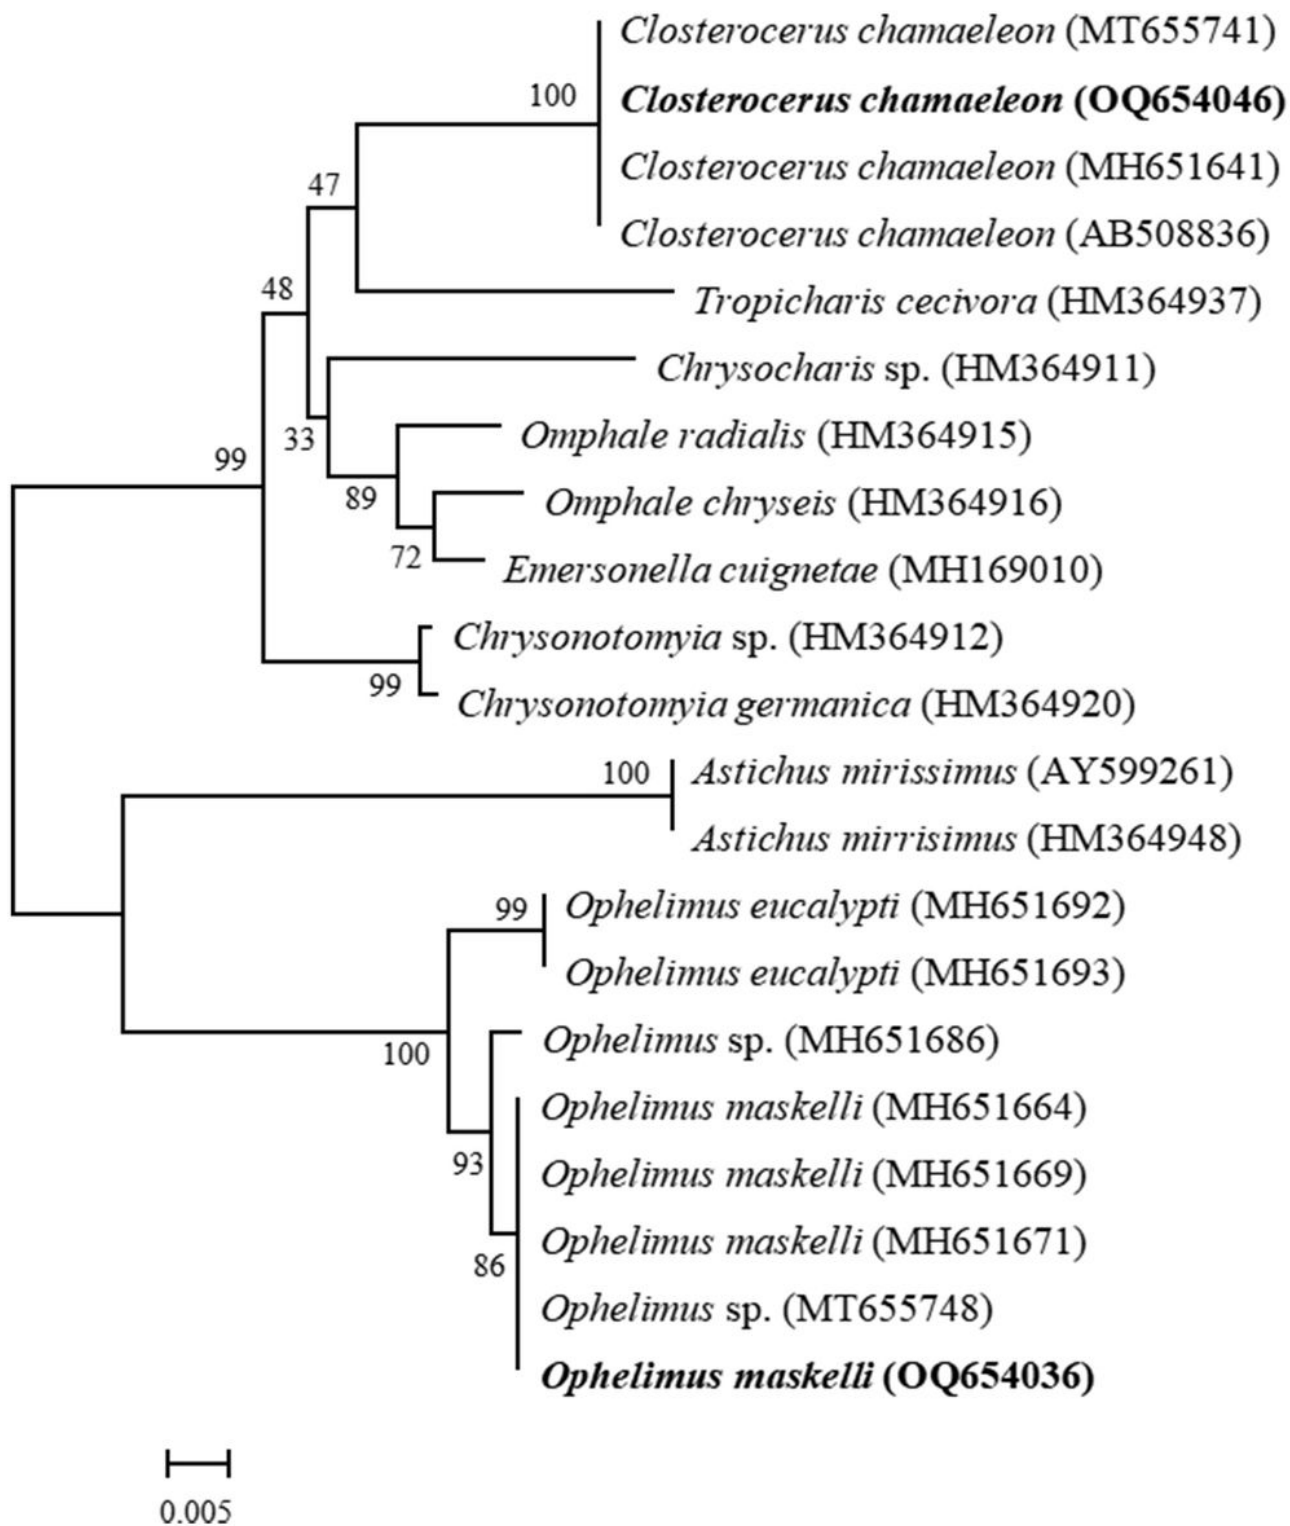 Closterocerus chamaeleon (MT655741)
100
Closterocerus chamaeleon (OQ654046)
Closterocerus chamaeleon (MH651641)
47
Closterocerus chamaeleon (AB508836)
48
Tropicharis cecivora (HM364937)
Chrysocharis sp. (HM364911)
33
Omphale radialis (HM364915)
99
89
Omphale chryseis (HM364916)
72
Emersonella cuignetae (MH169010)
Chrysonotomyia sp. (HM364912)
99
Chrysonotomyia germanica (HM364920)
100
Astichus mirissimus (AY599261)
Astichus mirrisimus (HM364948)
99
Ophelimus eucalypti (MH651692)
Ophelimus eucalypti (MH651693)
100
Ophelimus sp. (MH651686)
Ophelimus maskelli (MH651664)
93
Ophelimus maskelli (MH651669)
Ophelimus maskelli (MH651671)
86
Ophelimus sp. (MT655748)
Ophelimus maskelli (OQ654036)
0.005